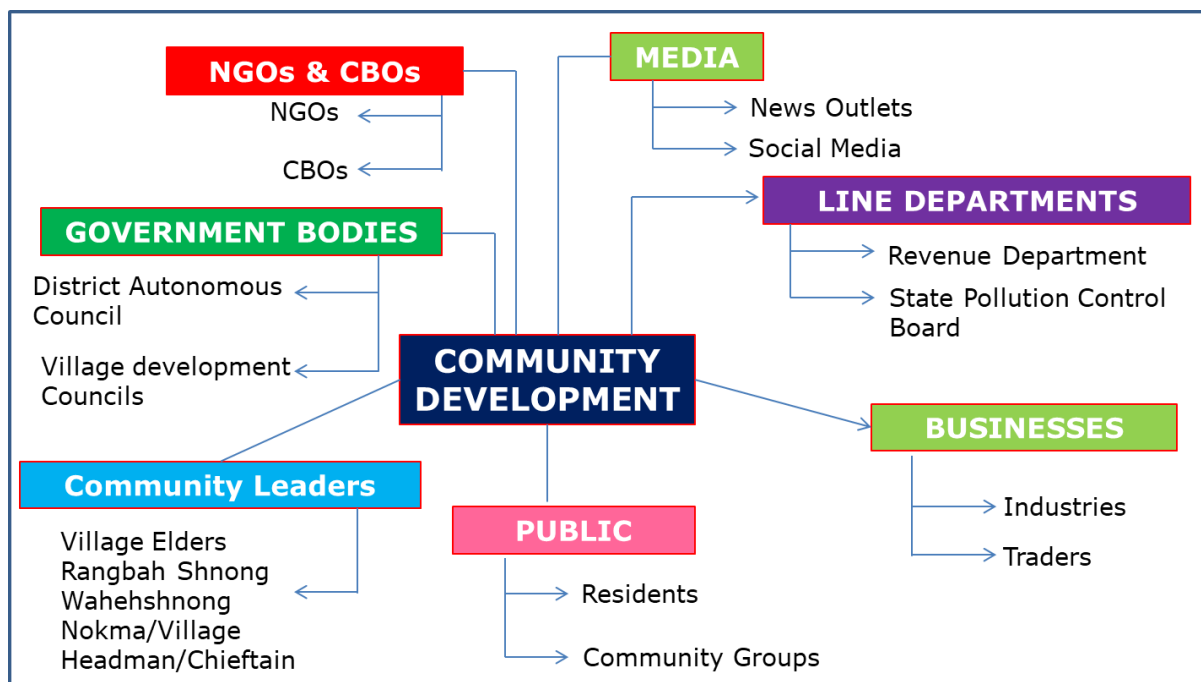 NGOs & CBOs
NGOs
CBOs
MEDIA
News Outlets
Social Media
LINE DEPARTMENTS
Revenue Department
State Pollution Control
Board
GOVERNMENT BODIES
District Autonomous
Council
Village development
Councils
COMMUNITY
DEVELOPMENT
BUSINESSES
Industries
Traders
Community Leaders
Village Elders
Rangbah Shnong
Wahehshnong
Nokma/Village
Headman/Chieftain
PUBLIC
Residents
Community Groups